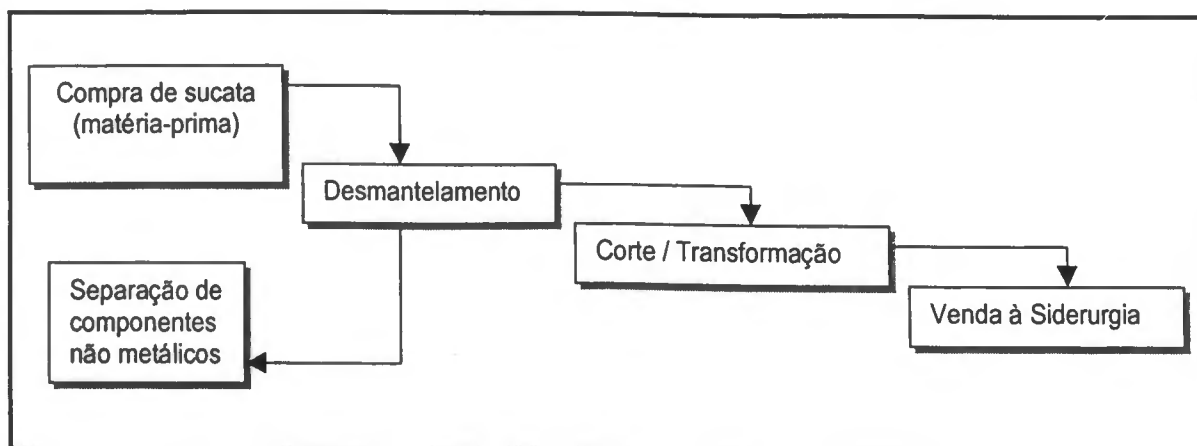 Compra de sucata
(matéria-prima)
Desmantelamento
Corte / Transformação
Venda à Siderurgia
Separação de
componentes
não metálicos